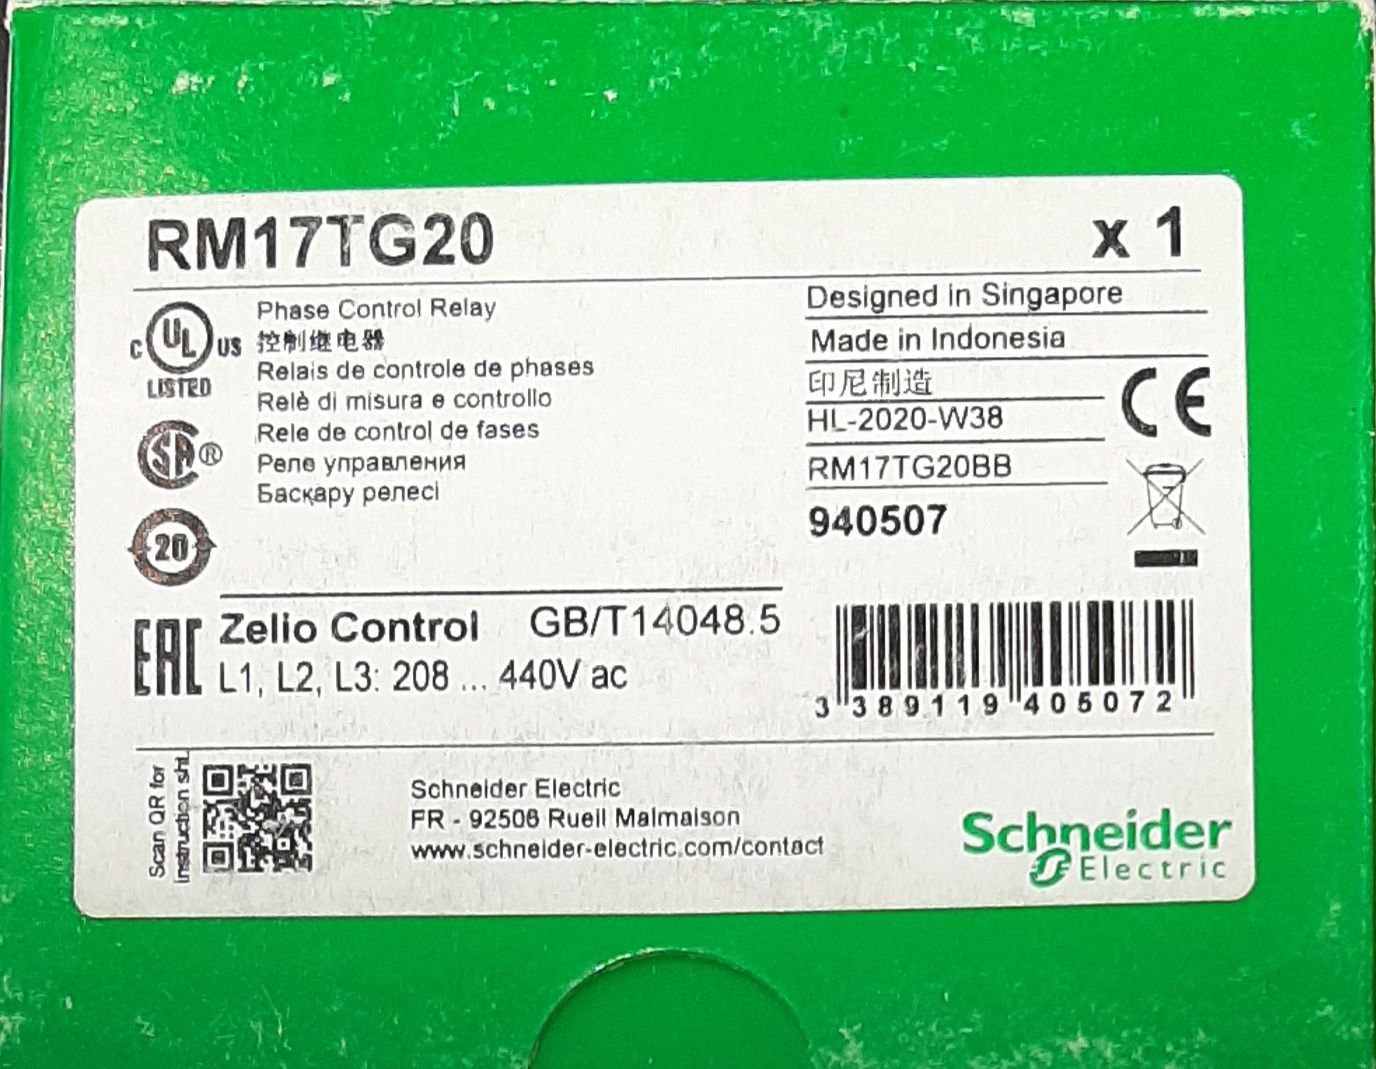 RM17TG20
x 1
C UL US
LISTED
Phase Control Relay
控制继电器
Relais de controle de phases
Relè di misura e controllo
Rele de control de fases
Реле управления
Басқару релесі
SA®
20
Designed in Singapore
Made in Indonesia
印尼制造
HL-2020-W38
RM17TG20BB
940507
CE
EAC
Zelio Control GB/T14048.5
L1, L2, L3: 208 ... 440V ac
3 389119 405072
Scan QR for
instruction sht.
Schneider Electric
FR - 92506 Rueil Malmaison
www.schneider-electric.com/contact
Schneider
Electric